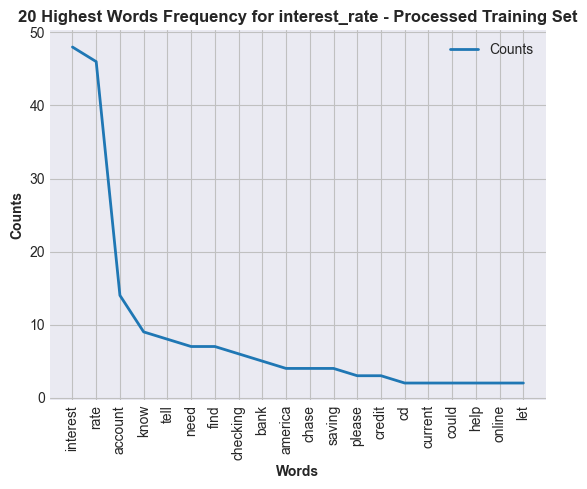 20 Highest Words Frequency for interest_rate - Processed Training Set
Counts
50
40
30
20
10
0
Counts
interest
rate
account
know
tell
need
find
checking
bank
america
chase
saving
please
credit
cd
current
could
help
online
let
Words